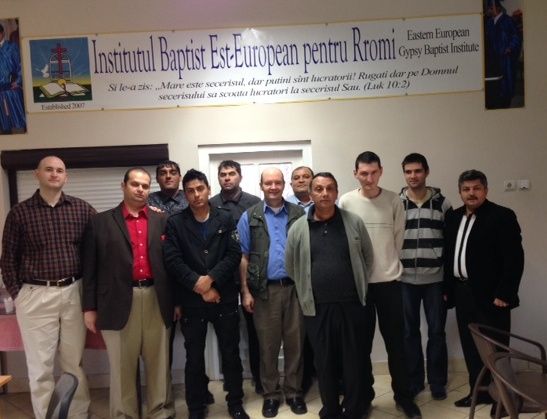 Institutul Baptist Est-European pentru Rromi
Eastern European
Gypsy Baptist Institute
Si le-a zis: „Mare este secerisul, dar putini sint lucratorii! Rugati dar pe Domnul
secerisului sa scoata lucratori la secerisul Sau. (Luk 10:2)
Established 2007